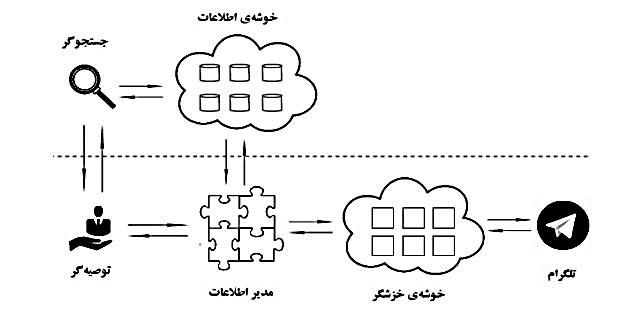 خوشه‌ی اطلاعات
جستجوگر
توصیه‌گر
مدیر اطلاعات
خوشه‌ی خزشگر
تلگرام